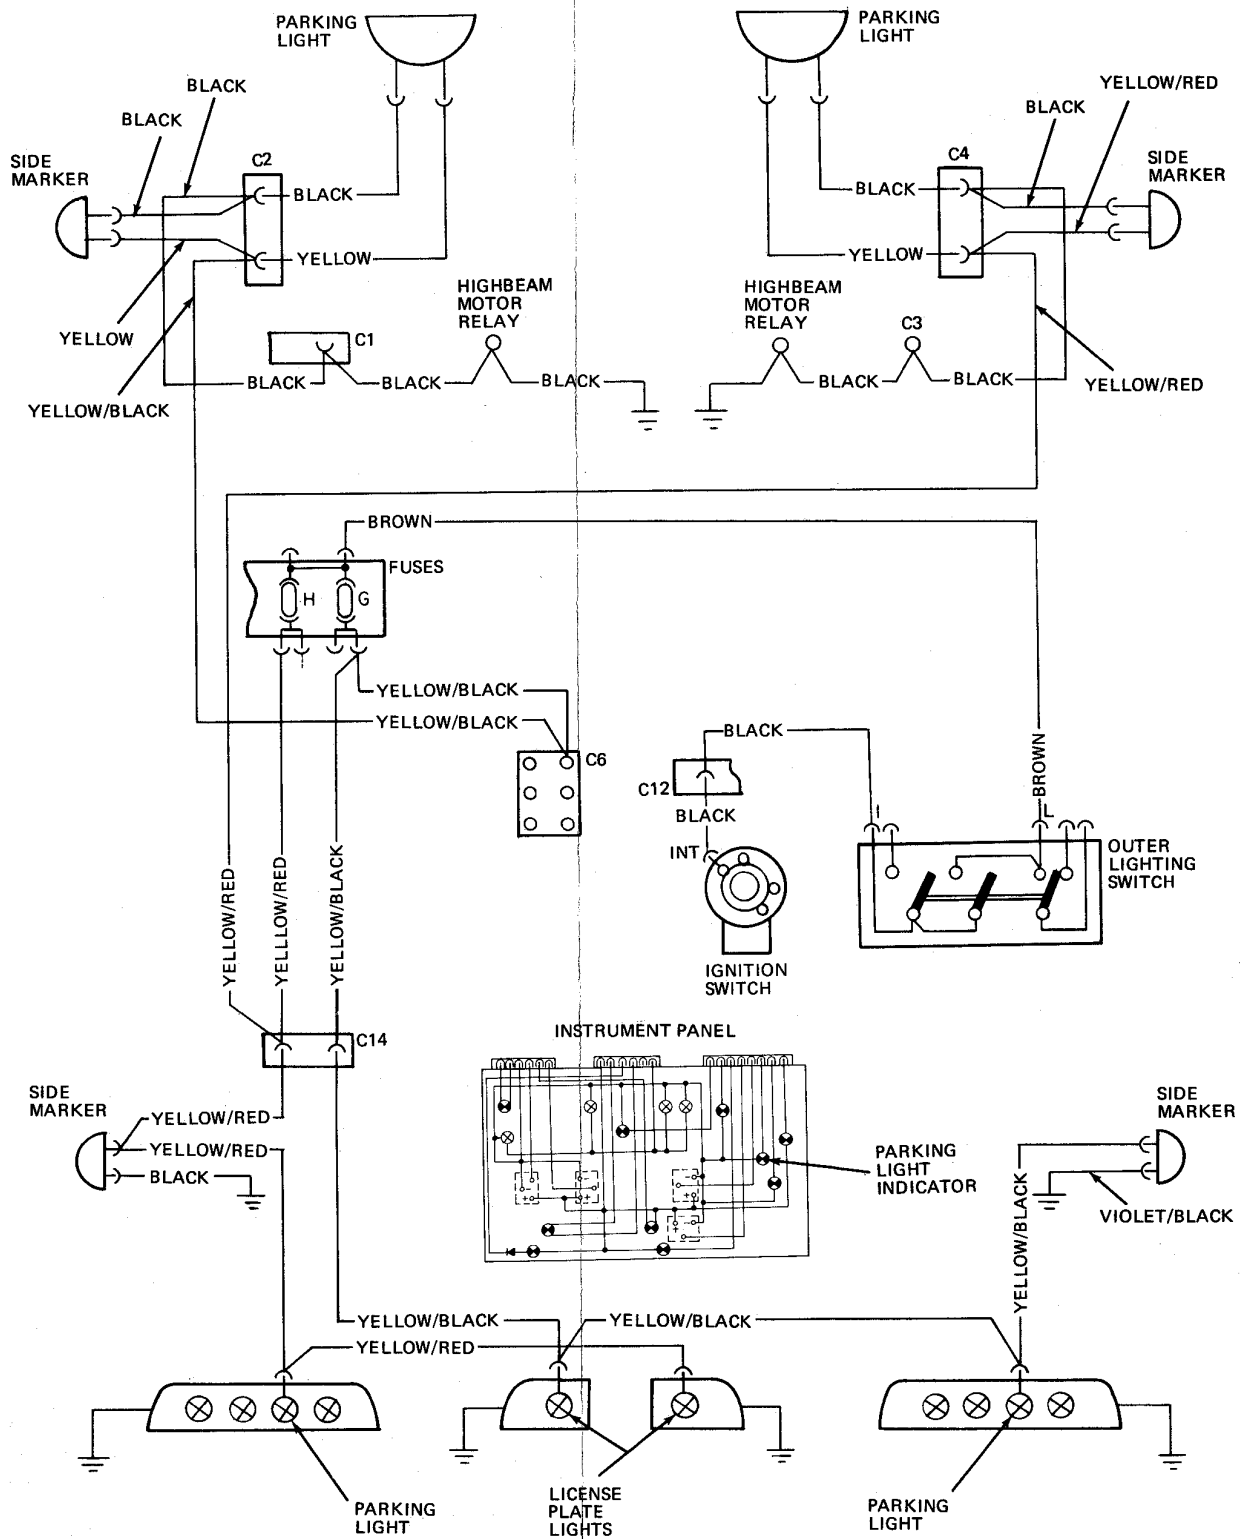 PARKING
LIGHT
PARKING
LIGHT
BLACK
BLACK
YELLOW/RED
BLACK
SIDE
MARKER
C2
C4
SIDE
MARKER
BLACK
BLACK
YELLOW
YELLOW
HIGHBEAM
MOTOR
RELAY
HIGHBEAM
MOTOR
RELAY
YELLOW
C1
C3
BLACK
BLACK
BLACK
BLACK
BLACK
YELLOW/RED
YELLOW/BLACK
BROWN
FUSES
H
G
YELLOW/BLACK
YELLOW/BLACK
C6
BLACK
BROWN
C12
BLACK
INT
I
L
OUTER
LIGHTING
SWITCH
YELLOW/RED
YELLLOW/RED
YELLOW/BLACK
IGNITION
SWITCH
C14
INSTRUMENT PANEL
SIDE
MARKER
YELLOW/RED
YELLOW/RED
BLACK
PARKING
LIGHT
INDICATOR
SIDE
MARKER
YELLOW/BLACK
VIOLET/BLACK
YELLOW/BLACK
YELLOW/BLACK
YELLOW/RED
PARKING
LIGHT
LICENSE
PLATE
LIGHTS
PARKING
LIGHT